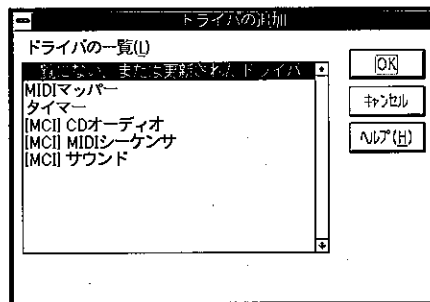 ドライバの追加
ドライバの一覧(L)
一覧にない、または更新されたドライバ
MIDIマッパー
タイマー
[MCI] CDオーディオ
[MCI] MIDIシーケンサ
[MCI] サウンド
OK
キャンセル
ヘルプ(H)